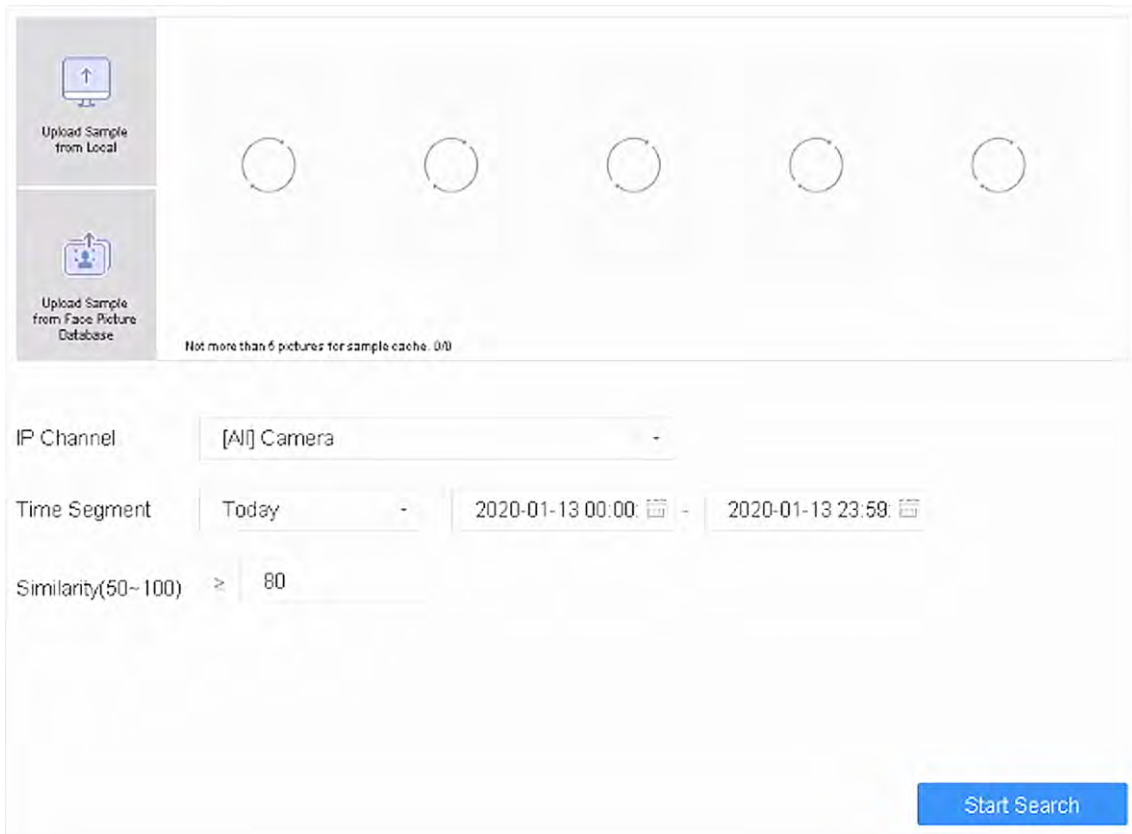 Upload Sample
from Local
Upload Sample
from Face Picture
Database
Not more than 6 pictures for sample cache. 0/0
IP Channel
[All] Camera
Time Segment
Today
2020-01-13 00:00:
-
2020-01-13 23:59:
Similarity(50~100)
≥
80
Start Search